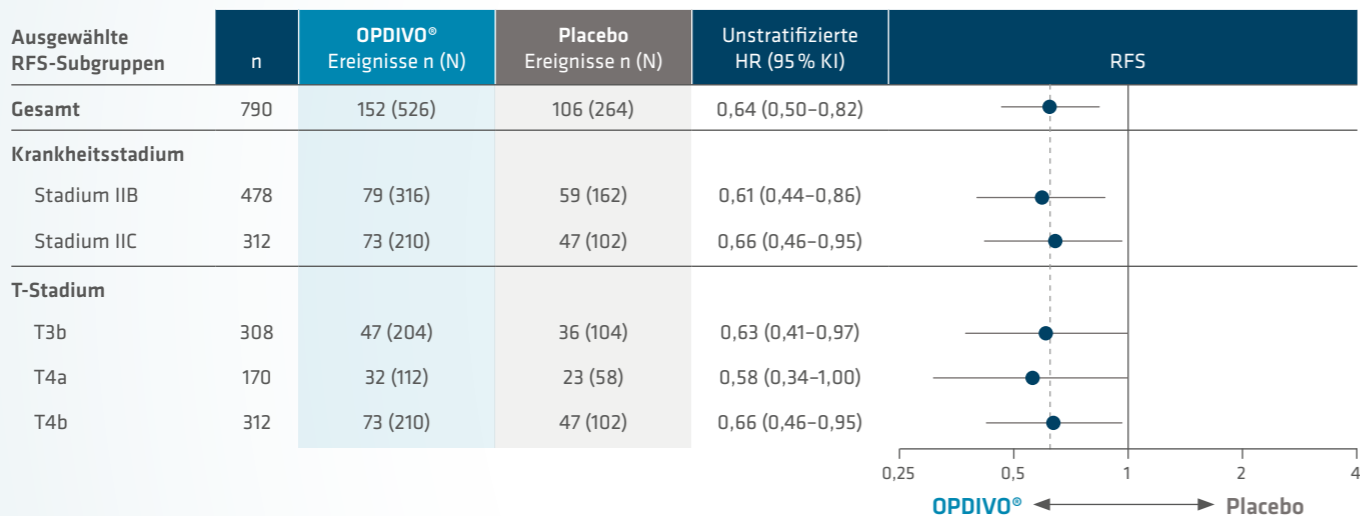 Ausgewählte RFS-Subgruppen n OPDIVO® Ereignisse n (N) Placebo Ereignisse n (N) Unstratifizierte HR (95 % KI) RFS
Gesamt 790 152 (526) 106 (264) 0,64 (0,50–0,82)
Krankheitsstadium
Stadium IIB 478 79 (316) 59 (162) 0,61 (0,44–0,86)
Stadium IIC 312 73 (210) 47 (102) 0,66 (0,46–0,95)
T-Stadium
T3b 308 47 (204) 36 (104) 0,63 (0,41–0,97)
T4a 170 32 (112) 23 (58) 0,58 (0,34–1,00)
T4b 312 73 (210) 47 (102) 0,66 (0,46–0,95)
0,25 0,5 1 2 4
OPDIVO® Placebo